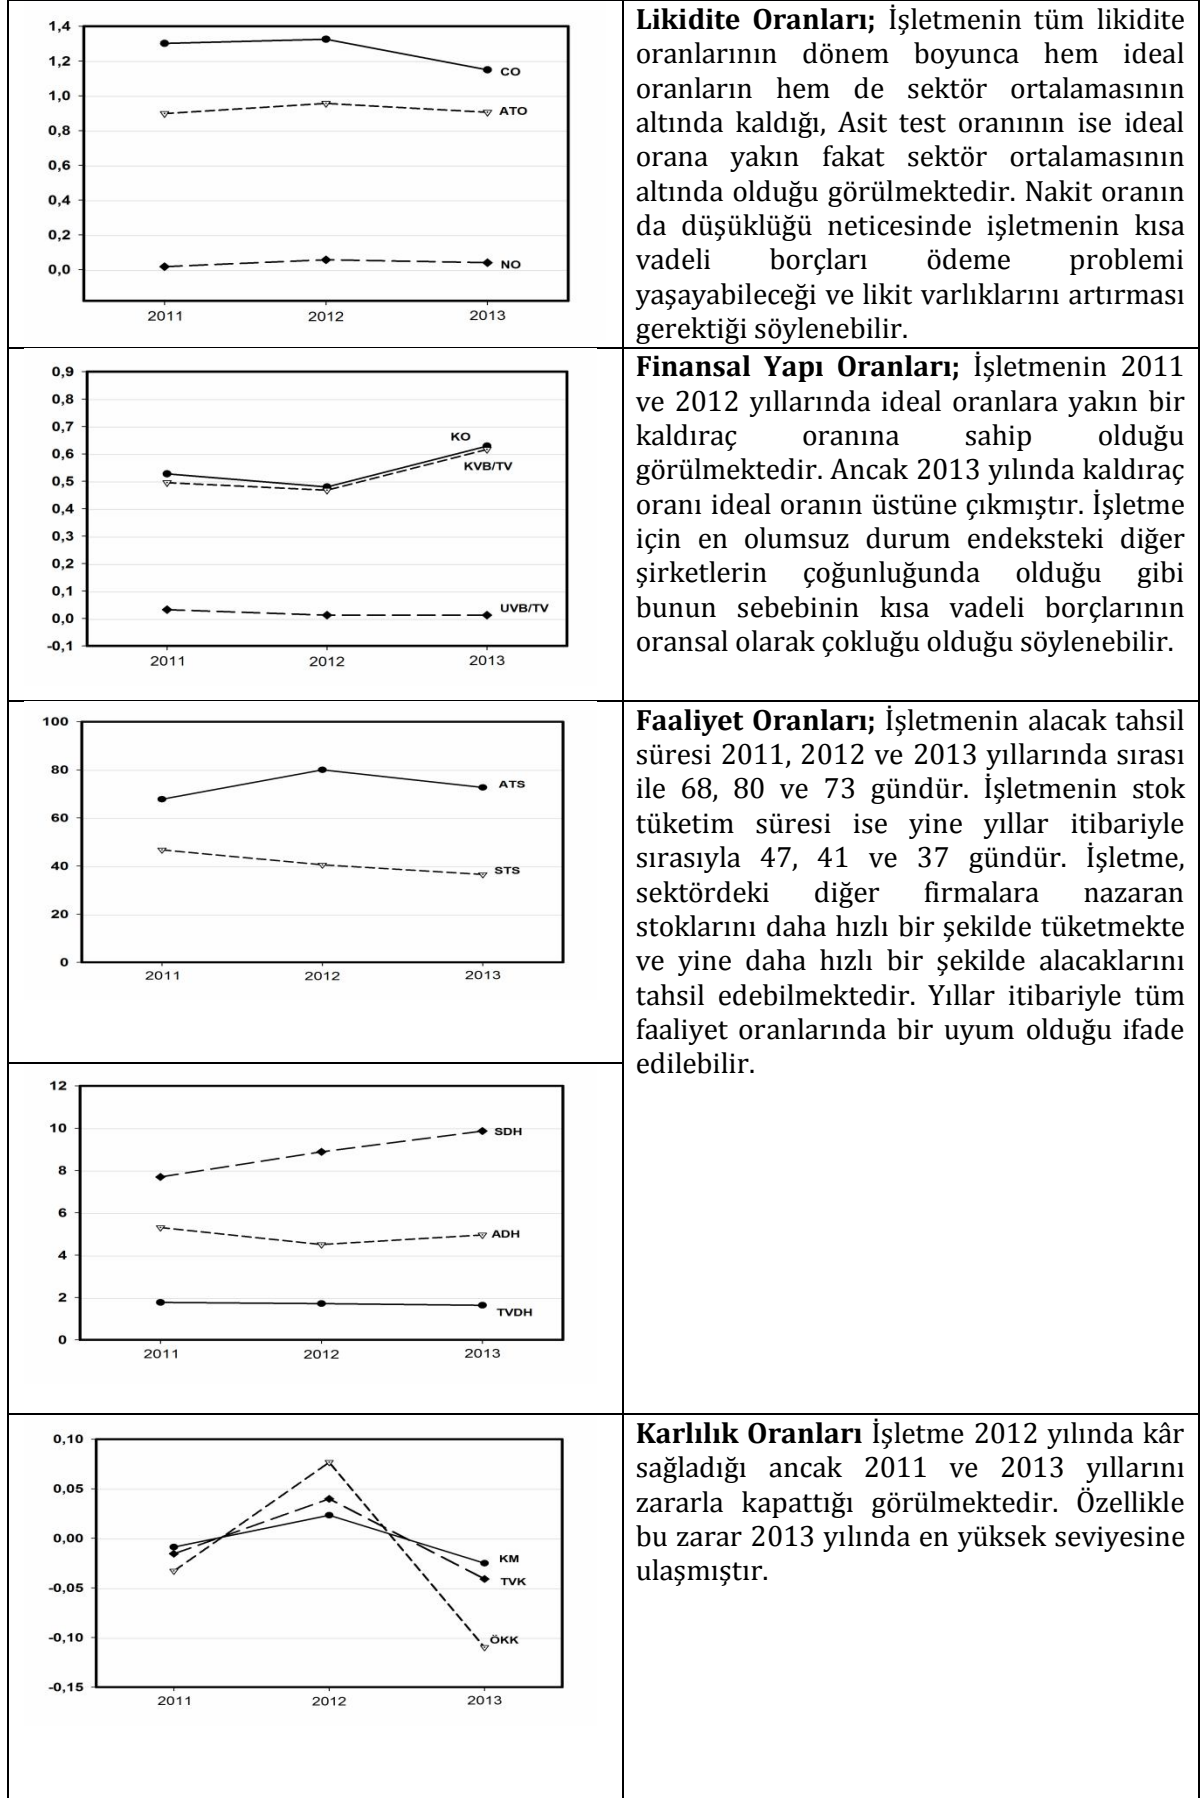 1,4
1,2
1,0
0,8
0,6
0,4
0,2
0,0
CO
ATO
NO
2011 2012 2013
Likidite Oranları; İşletmenin tüm likidite
oranlarının dönem boyunca hem ideal
oranların hem de sektör ortalamasının
altında kaldığı, Asit test oranının ise ideal
orana yakın fakat sektör ortalamasının
altında olduğu görülmektedir. Nakit oranın
da düşüklüğü neticesinde işletmenin kısa
vadeli borçları ödeme problemi
yaşayabileceği ve likit varlıklarını artırması
gerektiği söylenebilir.
0,9
0,8
0,7
0,6
0,5
0,4
0,3
0,2
0,1
0,0
-0,1
KO
KVB/TV
UVB/TV
2011 2012 2013
Finansal Yapı Oranları; İşletmenin 2011
ve 2012 yıllarında ideal oranlara yakın bir
kaldıraç oranına sahip olduğu
görülmektedir. Ancak 2013 yılında kaldıraç
oranı ideal oranın üstüne çıkmıştır. İşletme
için en olumsuz durum endeksteki diğer
şirketlerin çoğunluğunda olduğu gibi
bunun sebebinin kısa vadeli borçlarının
oransal olarak çokluğu olduğu söylenebilir.
100
80
60
40
20
0
ATS
STS
2011 2012 2013
Faaliyet Oranları; İşletmenin alacak tahsil
süresi 2011, 2012 ve 2013 yıllarında sırası
ile 68, 80 ve 73 gündür. İşletmenin stok
tüketim süresi ise yine yıllar itibariyle
sırasıyla 47, 41 ve 37 gündür. İşletme,
sektördeki diğer firmalara nazaran
stoklarını daha hızlı bir şekilde tüketmekte
ve yine daha hızlı bir şekilde alacaklarını
tahsil edebilmektedir. Yıllar itibariyle tüm
faaliyet oranlarında bir uyum olduğu ifade
edilebilir.
12
10
8
6
4
2
0
SDH
ADH
TVDH
2011 2012 2013
0,10
0,05
0,00
-0,05
-0,10
-0,15
KM
TVK
ÖKK
2011 2012 2013
Karlılık Oranları İşletme 2012 yılında kâr
sağladığı ancak 2011 ve 2013 yıllarını
zararla kapattığı görülmektedir. Özellikle
bu zarar 2013 yılında en yüksek seviyesine
ulaşmıştır.